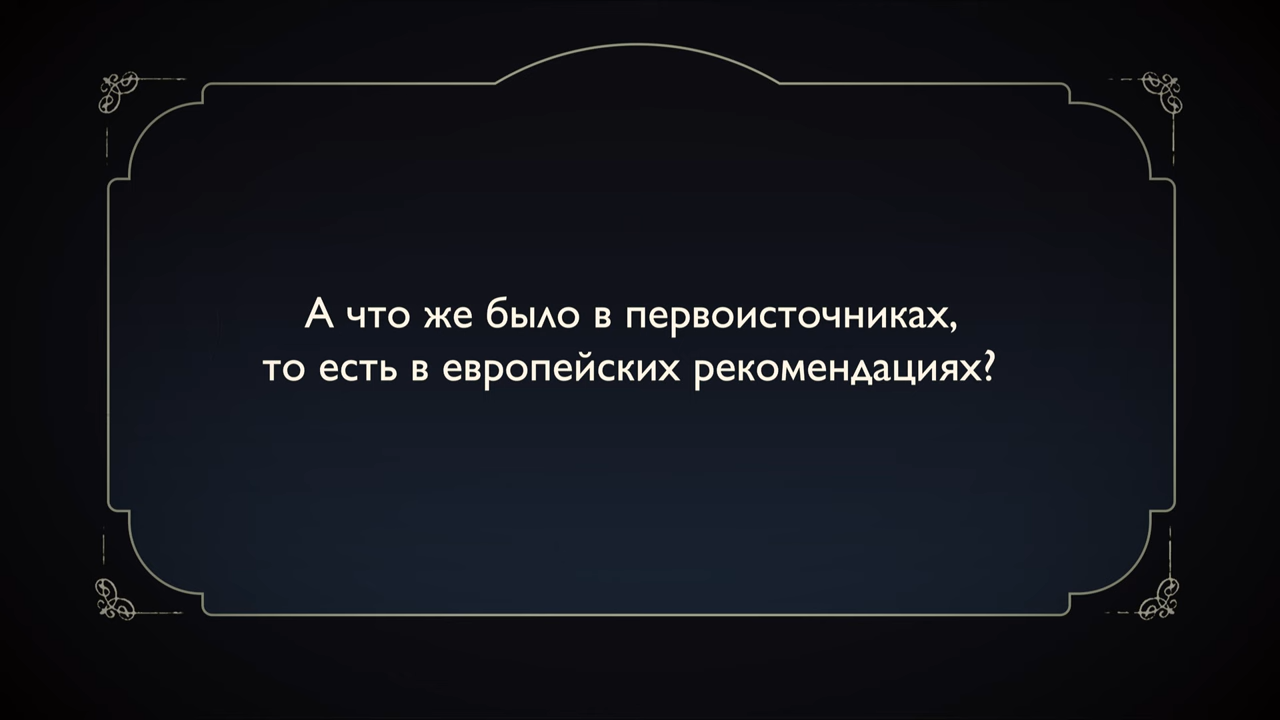 А что же было в первоисточниках,
то есть в европейских рекомендациях?